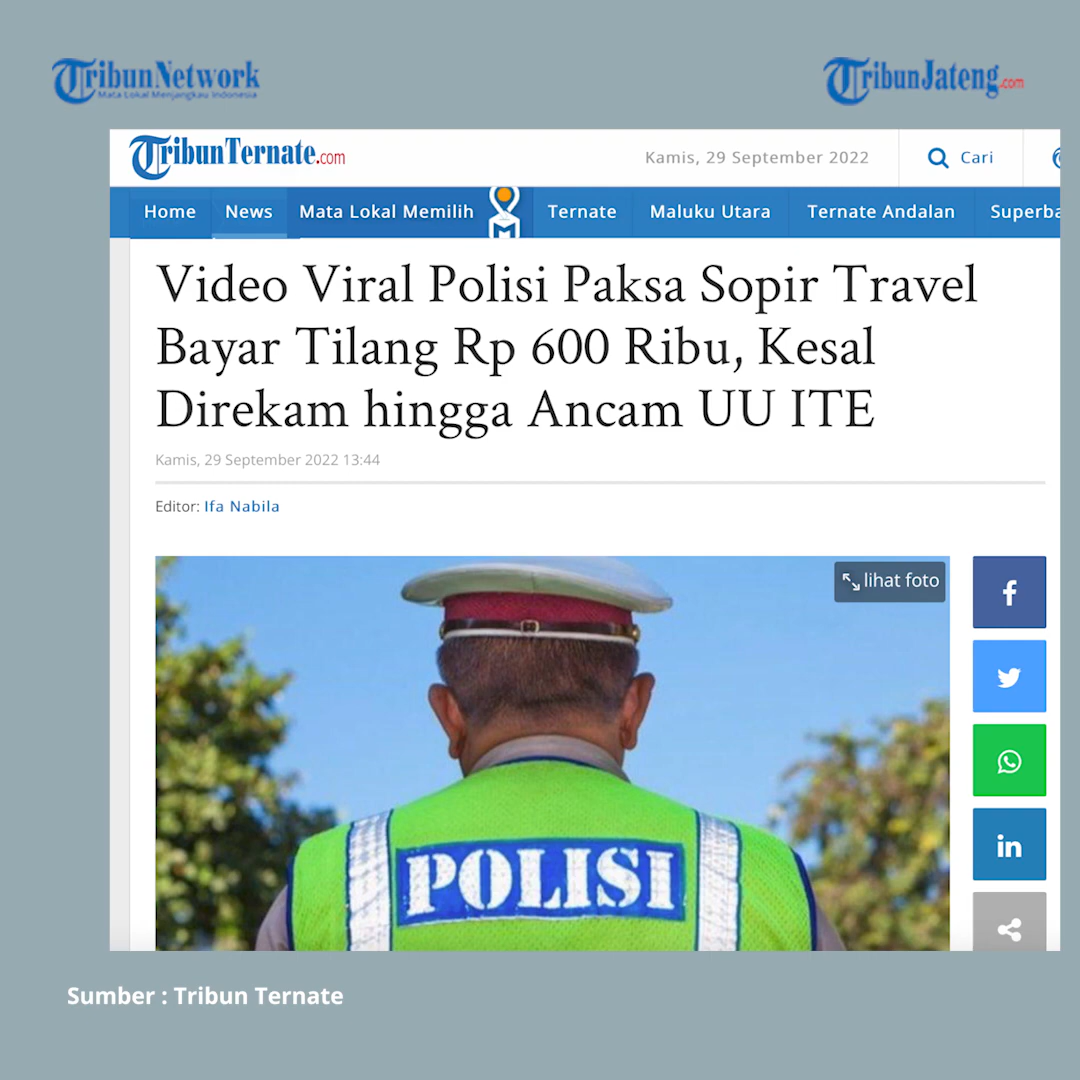 TribunNetwork
Mata Lokal Menjangkau Indonesia
TribunJateng.com
TribunTernate.com
Kamis, 29 September 2022
Cari
Home
News
Mata Lokal Memilih
M
Ternate
Maluku Utara
Ternate Andalan
Superba
Video Viral Polisi Paksa Sopir Travel
Bayar Tilang Rp 600 Ribu, Kesal
Direkam hingga Ancam UU ITE
Kamis, 29 September 2022 13:44
Editor: Ifa Nabila
lihat foto
f
in
POLISI
Sumber : Tribun Ternate